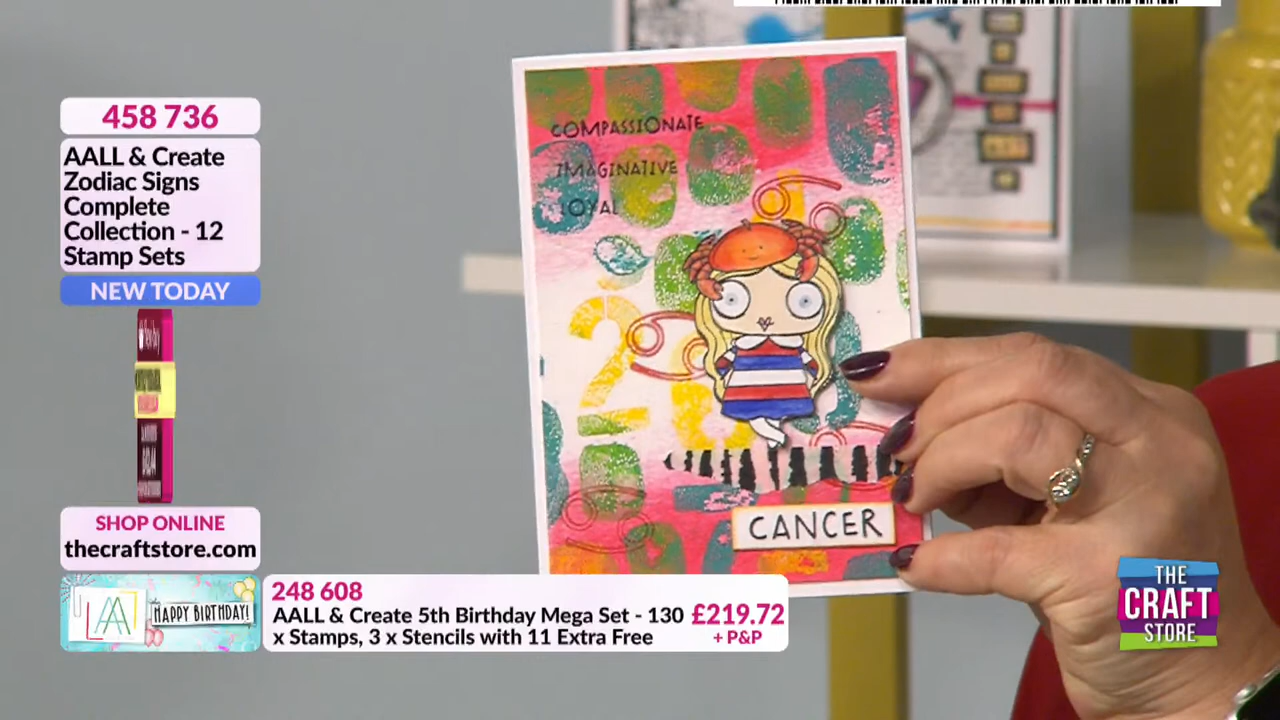 458 736
AALL & Create
Zodiac Signs
Complete
Collection - 12
Stamp Sets
NEW TODAY
SHOP ONLINE
thecraftstore.com
COMPASSIONATE
IMAGINATIVE
LOYAL
CANCER
HAPPY BIRTHDAY!
248 608
AALL & Create 5th Birthday Mega Set - 130
x Stamps, 3 x Stencils with 11 Extra Free
£219.72
+ P&P
THE
CRAFT
STORE